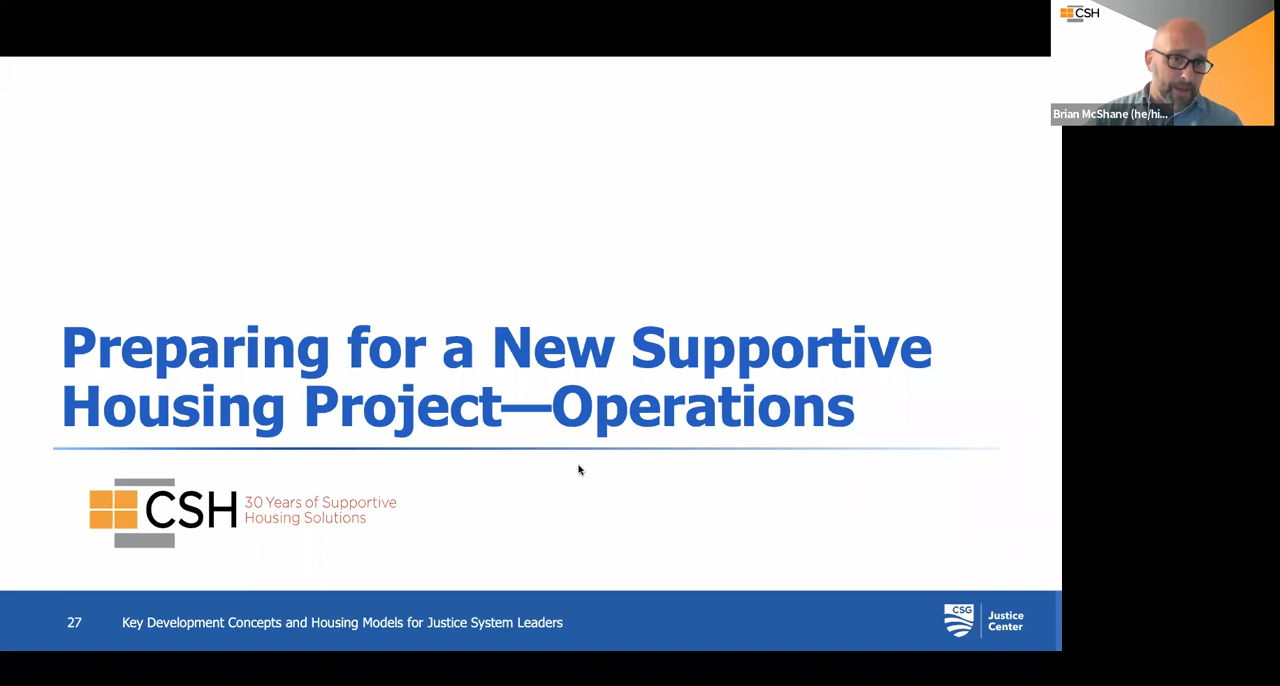 CSH
Brian McShane (he/hi...
Preparing for a New Supportive
Housing Project—Operations
CSH
30 Years of Supportive
Housing Solutions
27
Key Development Concepts and Housing Models for Justice System Leaders
CSG
Justice
Center